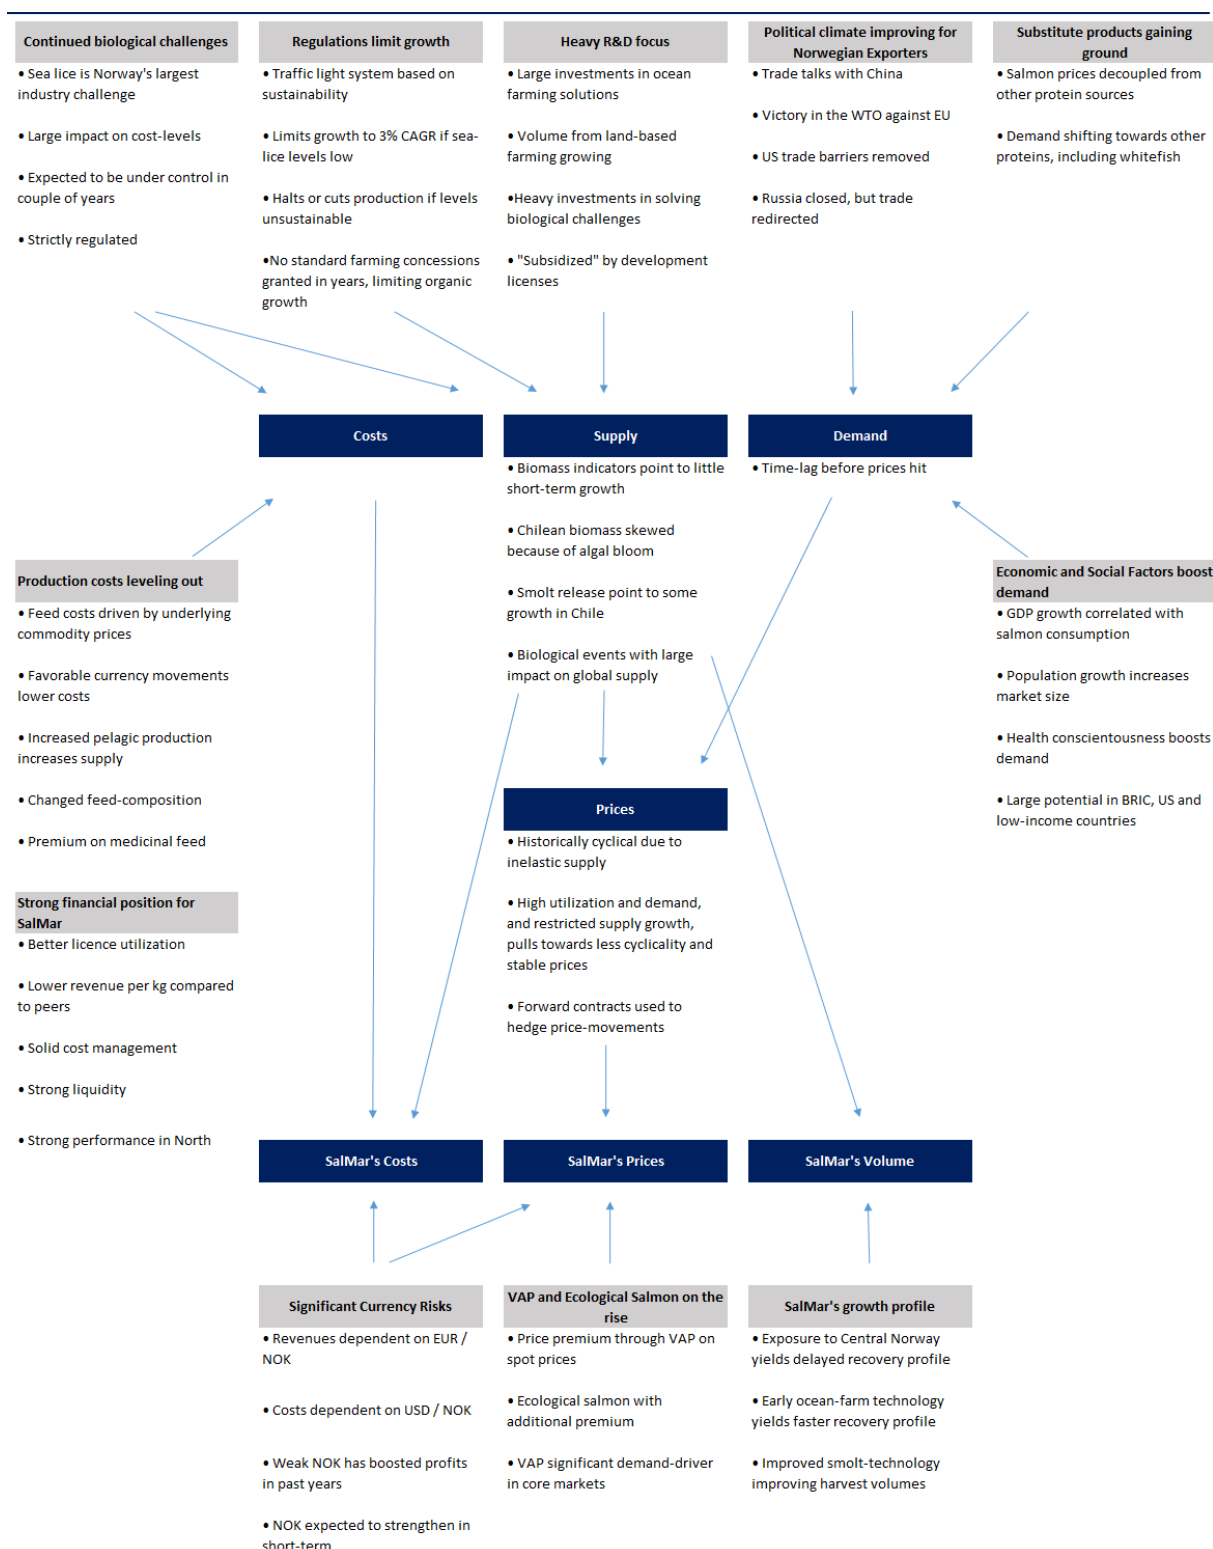 Continued biological challenges
• Sea lice is Norway's largest
industry challenge
• Large impact on cost-levels
• Expected to be under control in
couple of years
• Strictly regulated
Regulations limit growth
• Traffic light system based on
sustainability
• Limits growth to 3% CAGR if sea-
lice levels low
• Halts or cuts production if levels
unsustainable
•No standard farming concessions
granted in years, limiting organic
growth
Heavy R&D focus
• Large investments in ocean
farming solutions
• Volume from land-based
farming growing
•Heavy investments in solving
biological challenges
• "Subsidized" by development
licenses
Political climate improving for
Norwegian Exporters
• Trade talks with China
• Victory in the WTO against EU
• US trade barriers removed
• Russia closed, but trade
redirected
Substitute products gaining
ground
• Salmon prices decoupled from
other protein sources
• Demand shifting towards other
proteins, including whitefish
Costs
Supply
• Biomass indicators point to little
short-term growth
• Chilean biomass skewed
because of algal bloom
• Smolt release point to some
growth in Chile
• Biological events with large
impact on global supply
Demand
• Time-lag before prices hit
Production costs leveling out
• Feed costs driven by underlying
commodity prices
• Favorable currency movements
lower costs
• Increased pelagic production
increases supply
• Changed feed-composition
• Premium on medicinal feed
Economic and Social Factors boost
demand
• GDP growth correlated with
salmon consumption
• Population growth increases
market size
• Health conscientousness boosts
demand
• Large potential in BRIC, US and
low-income countries
Prices
• Historically cyclical due to
inelastic supply
• High utilization and demand,
and restricted supply growth,
pulls towards less cyclicality and
stable prices
• Forward contracts used to
hedge price-movements
Strong financial position for
SalMar
• Better licence utilization
• Lower revenue per kg compared
to peers
• Solid cost management
• Strong liquidity
• Strong performance in North
SalMar's Costs
SalMar's Prices
SalMar's Volume
Significant Currency Risks
• Revenues dependent on EUR /
NOK
• Costs dependent on USD / NOK
• Weak NOK has boosted profits
in past years
• NOK expected to strengthen in
short-term
VAP and Ecological Salmon on the
rise
• Price premium through VAP on
spot prices
• Ecological salmon with
additional premium
• VAP significant demand-driver
in core markets
SalMar's growth profile
• Exposure to Central Norway
yields delayed recovery profile
• Early ocean-farm technology
yields faster recovery profile
• Improved smolt-technology
improving harvest volumes